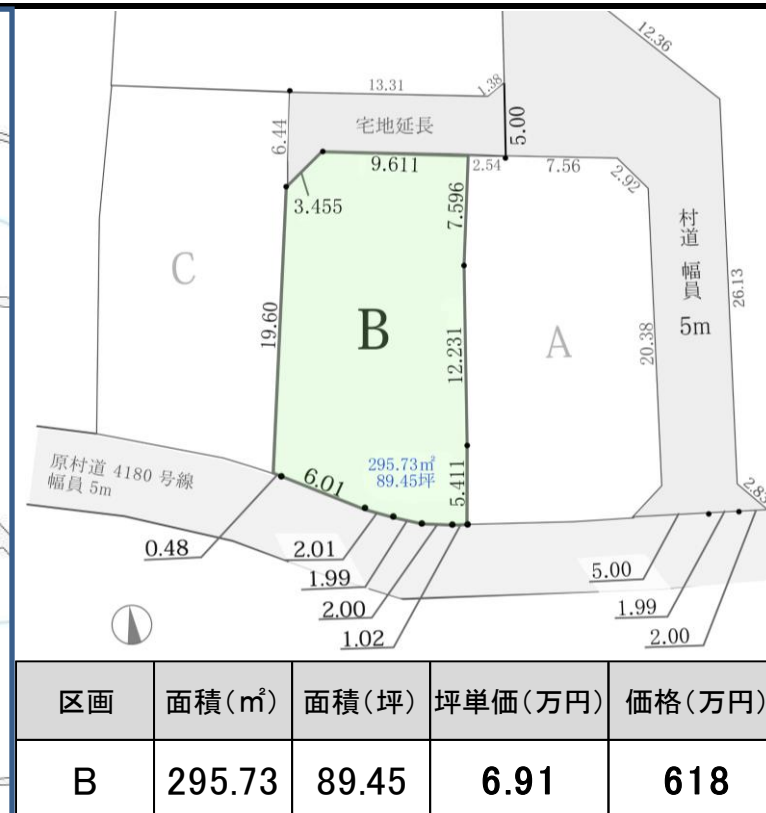 12.36
13.31
1.38
宅地延長
5.00
6.44
9.611
2.54
7.56
2.92
3.455
7.596
村道 幅員 5m
C
19.60
B
12.231
A
20.38
26.13
295.73㎡
89.45坪
5.411
原村道 4180 号線
幅員 5m
6.01
2.83
0.48
2.01
1.99
2.00
1.02
5.00
1.99
2.00
区画 面積(㎡) 面積(坪) 坪単価(万円) 価格(万円)
B 295.73 89.45 6.91 618